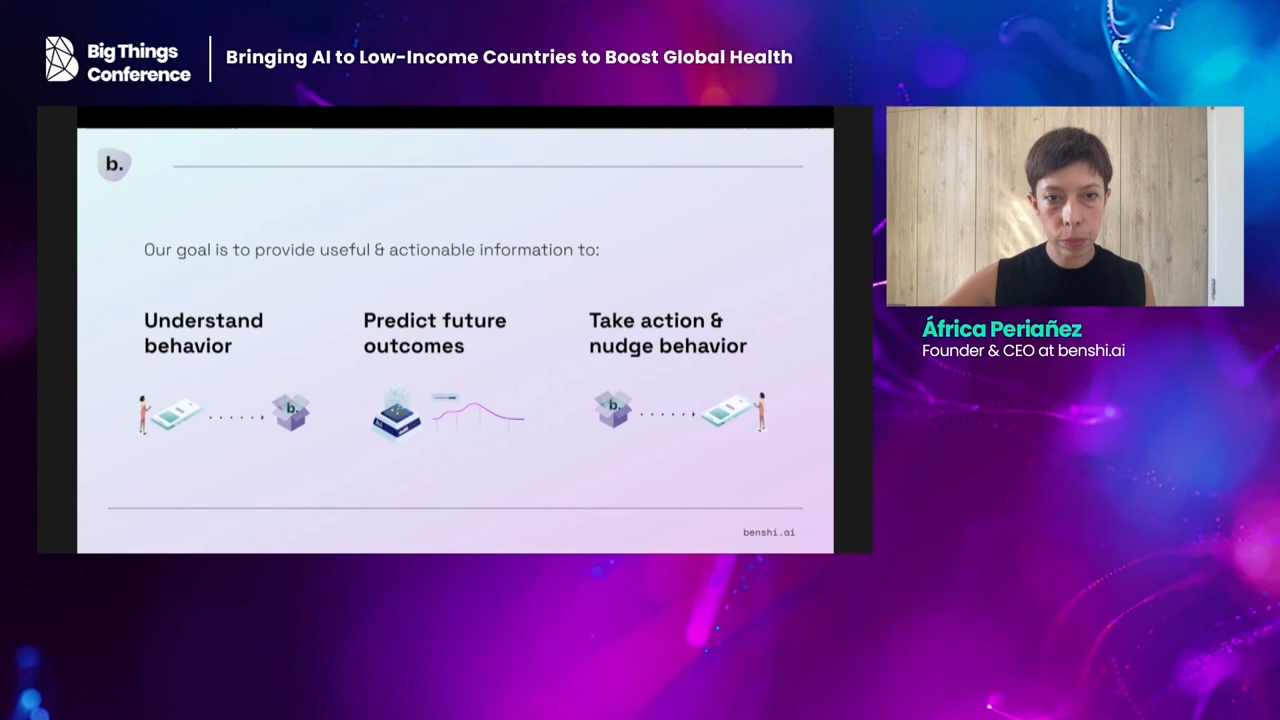 Big Things
Conference
Bringing AI to Low-Income Countries to Boost Global Health
b.
Our goal is to provide useful & actionable information to:
Understand
behavior
Predict future
outcomes
Take action &
nudge behavior
b.
b.
benshi.ai
África Periañez
Founder & CEO at benshi.ai